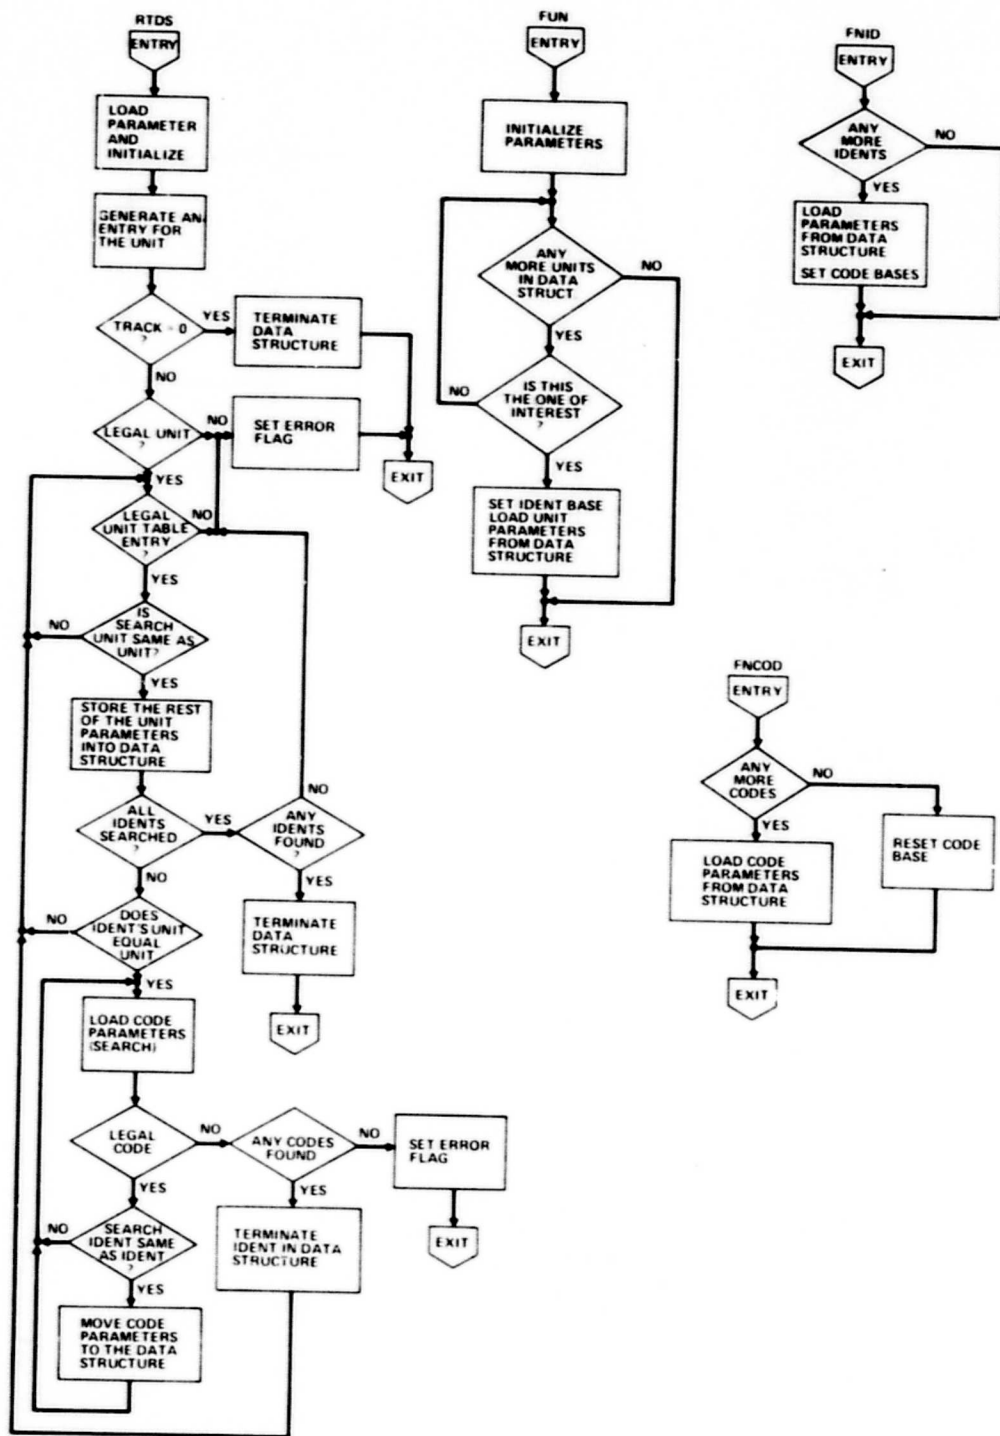 RTDS
ENTRY
LOAD
PARAMETER
AND
INITIALIZE
GENERATE AN
ENTRY FOR
THE UNIT
TRACK = 0
?
YES
TERMINATE
DATA
STRUCTURE
NO
LEGAL UNIT
?
NO
SET ERROR
FLAG
EXIT
YES
LEGAL
UNIT TABLE
ENTRY
?
NO
YES
IS
SEARCH
UNIT SAME AS
UNIT?
NO
YES
STORE THE REST
OF THE UNIT
PARAMETERS
INTO DATA
STRUCTURE
ALL
IDENTS
SEARCHED
?
YES
NO
ANY
IDENTS
FOUND
?
NO
YES
TERMINATE
DATA
STRUCTURE
EXIT
DOES
IDENT'S UNIT
EQUAL
UNIT
NO
YES
LOAD CODE
PARAMETERS
(SEARCH)
LEGAL
CODE
NO
YES
ANY CODES
FOUND
NO
SET ERROR
FLAG
EXIT
YES
TERMINATE
IDENT IN DATA
STRUCTURE
SEARCH
IDENT SAME
AS IDENT
?
NO
YES
MOVE CODE
PARAMETERS
TO THE DATA
STRUCTURE
FUN
ENTRY
INITIALIZE
PARAMETERS
ANY
MORE UNITS
IN DATA
STRUCT
NO
YES
IS THIS
THE ONE OF
INTEREST
?
NO
YES
SET IDENT BASE
LOAD UNIT
PARAMETERS
FROM DATA
STRUCTURE
EXIT
FNID
ENTRY
ANY
MORE
IDENTS
NO
YES
LOAD
PARAMETERS
FROM DATA
STRUCTURE
SET CODE BASES
EXIT
FNCOD
ENTRY
ANY
MORE
CODES
NO
YES
RESET CODE
BASE
LOAD CODE
PARAMETERS
FROM DATA
STRUCTURE
EXIT